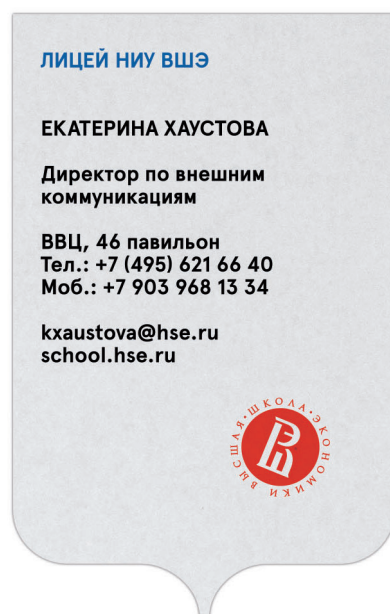 ЛИЦЕЙ НИУ ВШЭ
ЕКАТЕРИНА ХАУСТОВА
Директор по внешним
коммуникациям
ВВЦ, 46 павильон
Тел.: +7 (495) 621 66 40
Моб.: +7 903 968 13 34
kxaustova@hse.ru
school.hse.ru
ВЫСШАЯ · ШКОЛА · ЭКОНОМИКИ